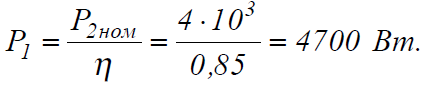 P₁ = P₂ном / η = 4 · 10³ / 0,85 = 4700 Вт.